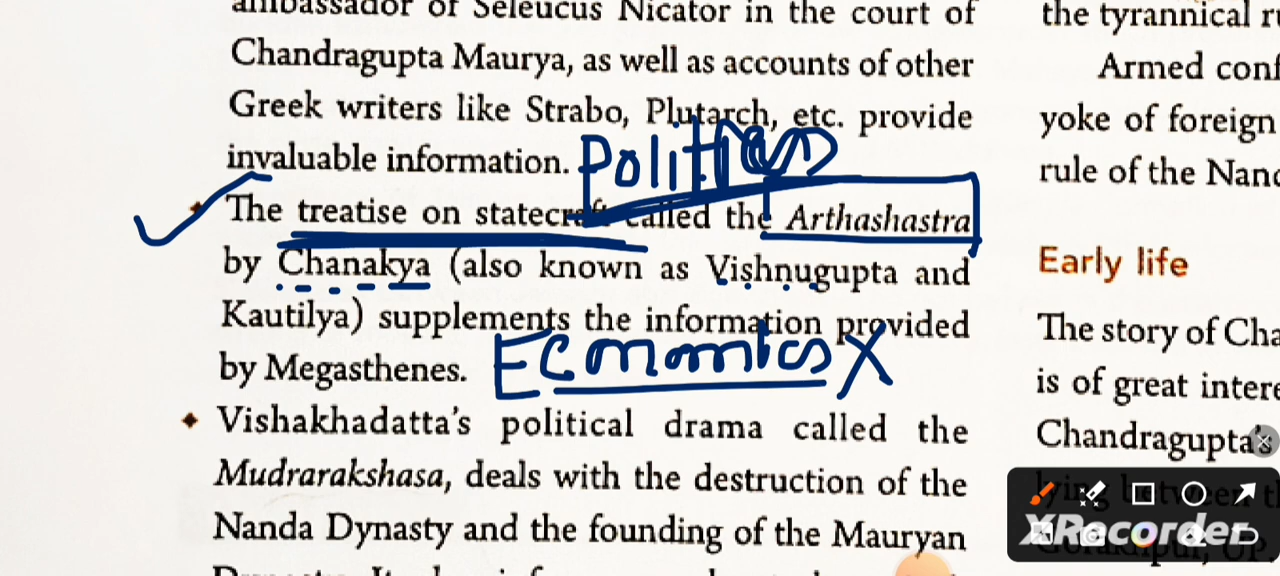 ambassador of Seleucus Nicator in the court of
Chandragupta Maurya, as well as accounts of other
Greek writers like Strabo, Plutarch, etc. provide
invaluable information.
Politics
The treatise on statecraft called the Arthashastra
by Chanakya (also known as Vishnugupta and
Kautilya) supplements the information provided
by Megasthenes.
Economics X
Vishakhadatta's political drama called the
Mudrarakshasa, deals with the destruction of the
Nanda Dynasty and the founding of the Mauryan
the tyrannical
Armed
yoke of foreign
rule of the
Early life
The story of
is of great
Chandragupta's
lying
XRecorder